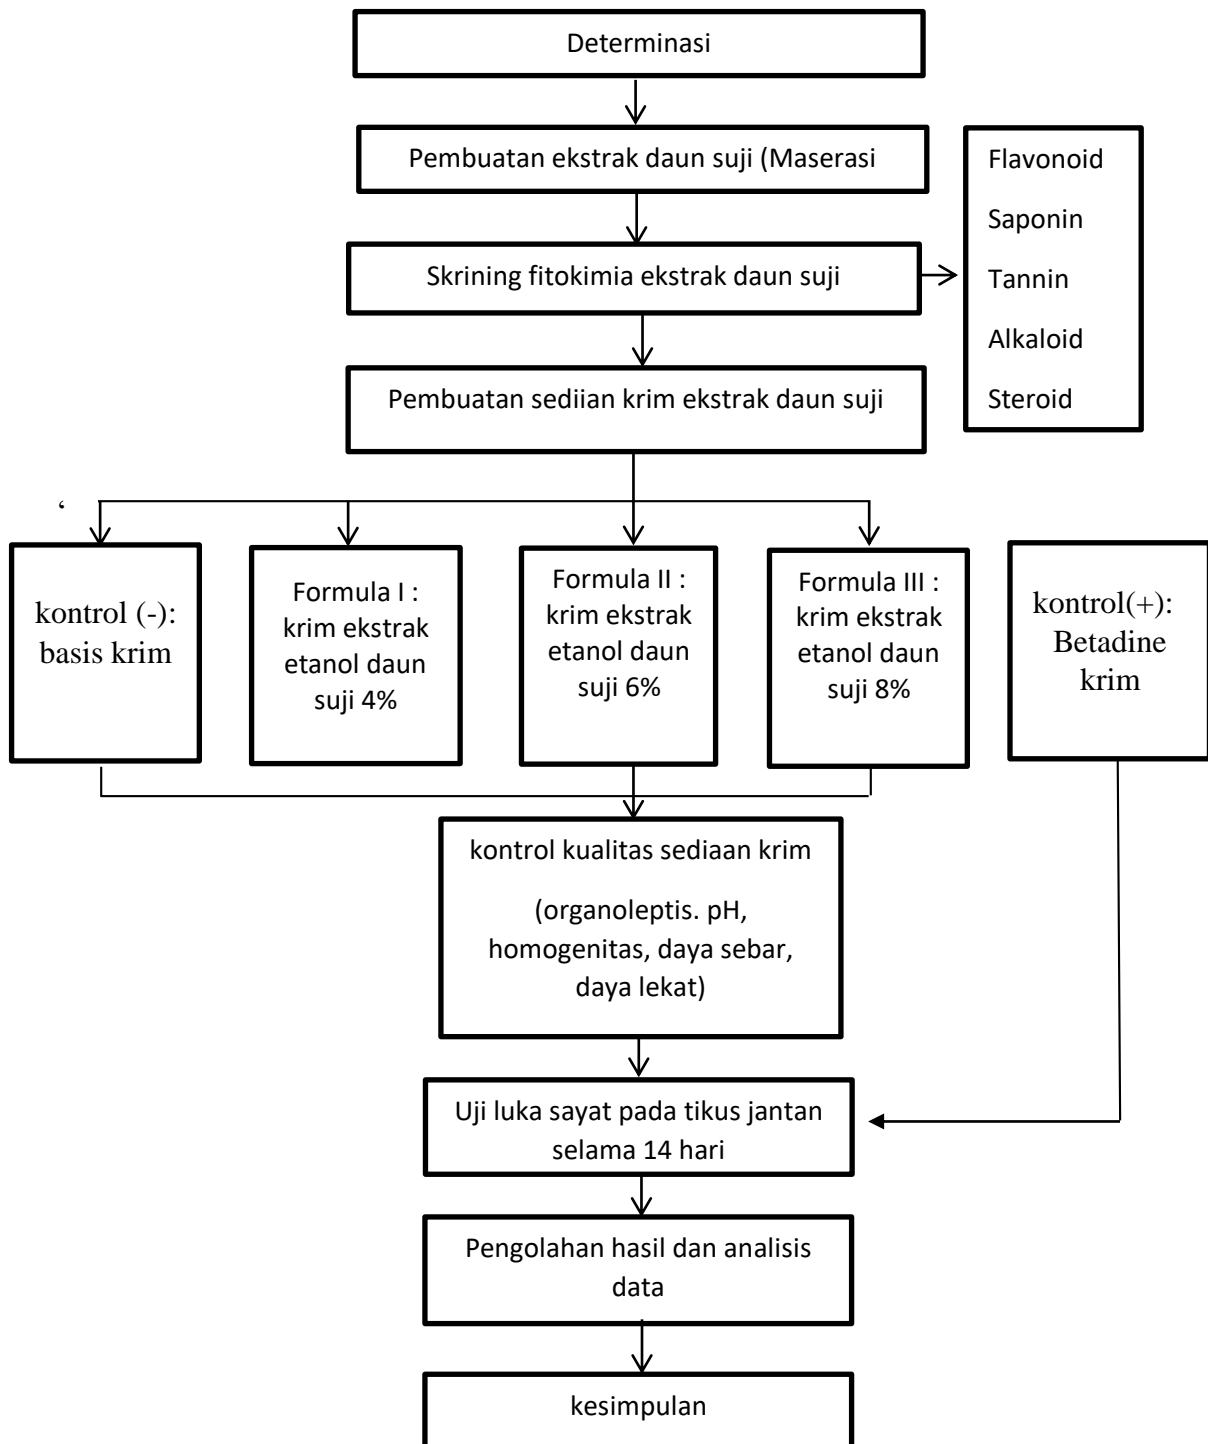 Determinasi
Pembuatan ekstrak daun suji (Maserasi
Flavonoid
Saponin
Tannin
Alkaloid
Steroid
Skrining fitokimia ekstrak daun suji
Pembuatan sediian krim ekstrak daun suji
‘
kontrol (-):
basis krim
Formula I :
krim ekstrak
etanol daun
suji 4%
Formula II :
krim ekstrak
etanol daun
suji 6%
Formula III :
krim ekstrak
etanol daun
suji 8%
kontrol(+):
Betadine
krim
kontrol kualitas sediaan krim
(organoleptis. pH,
homogenitas, daya sebar,
daya lekat)
Uji luka sayat pada tikus jantan
selama 14 hari
Pengolahan hasil dan analisis
data
kesimpulan